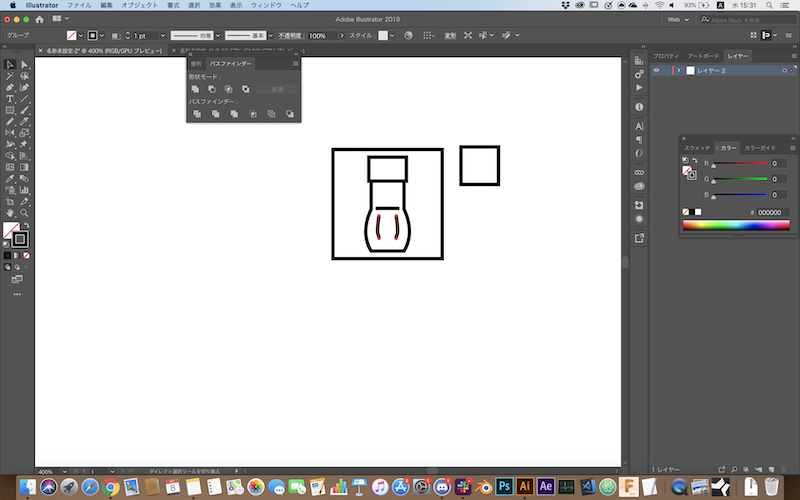 Illustrator ファイル 編集 オブジェクト 書式 選択 効果 表示 ウィンドウ ヘルプ 93% A 水 15:31
Adobe Illustrator 2019 Web Adobe Stock を検索
グループ 線: 1 pt 均等 基本 不透明度: 100% スタイル: 変形
× 名称未設定-2* @ 400% (RGB/GPU プレビュー)
整列 パスファインダー
形状モード:
拡張
パスファインダー:
プロパティ アートボード レイヤー
レイヤー 2
スウォッチ カラー カラーガイド
R 0
G 0
B 0
# 000000
400% 1 ダイレクト選択ツールを切り換え
1 レイヤー
8
Ps Ai Ae